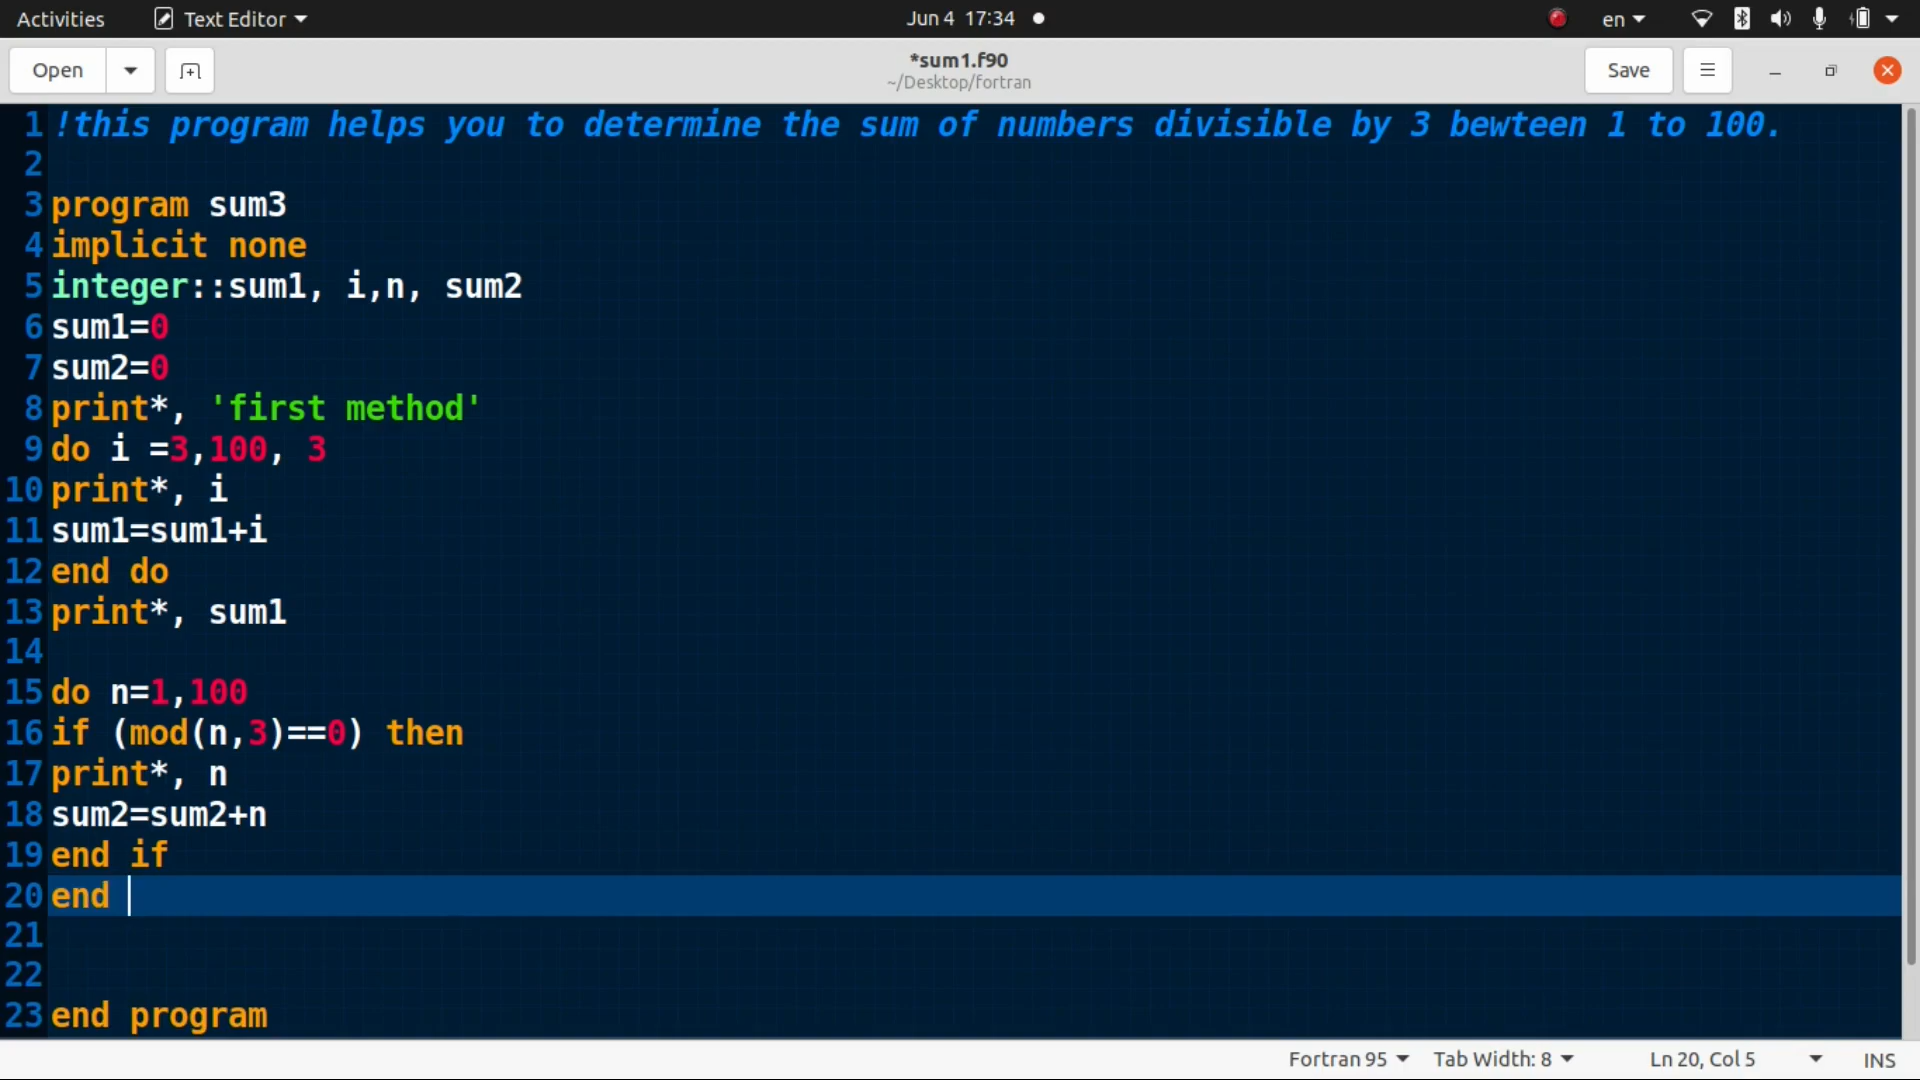 Activities Text Editor Jun 4 17:34 en
Open *sum1.f90 Save
~/Desktop/fortran
1 !this program helps you to determine the sum of numbers divisible by 3 bewteen 1 to 100.
2
3 program sum3
4 implicit none
5 integer::sum1, i,n, sum2
6 sum1=0
7 sum2=0
8 print*, 'first method'
9 do i =3,100, 3
10 print*, i
11 sum1=sum1+i
12 end do
13 print*, sum1
14
15 do n=1,100
16 if (mod(n,3)==0) then
17 print*, n
18 sum2=sum2+n
19 end if
20 end
21
22
23 end program
Fortran 95 Tab Width: 8 Ln 20, Col 5 INS